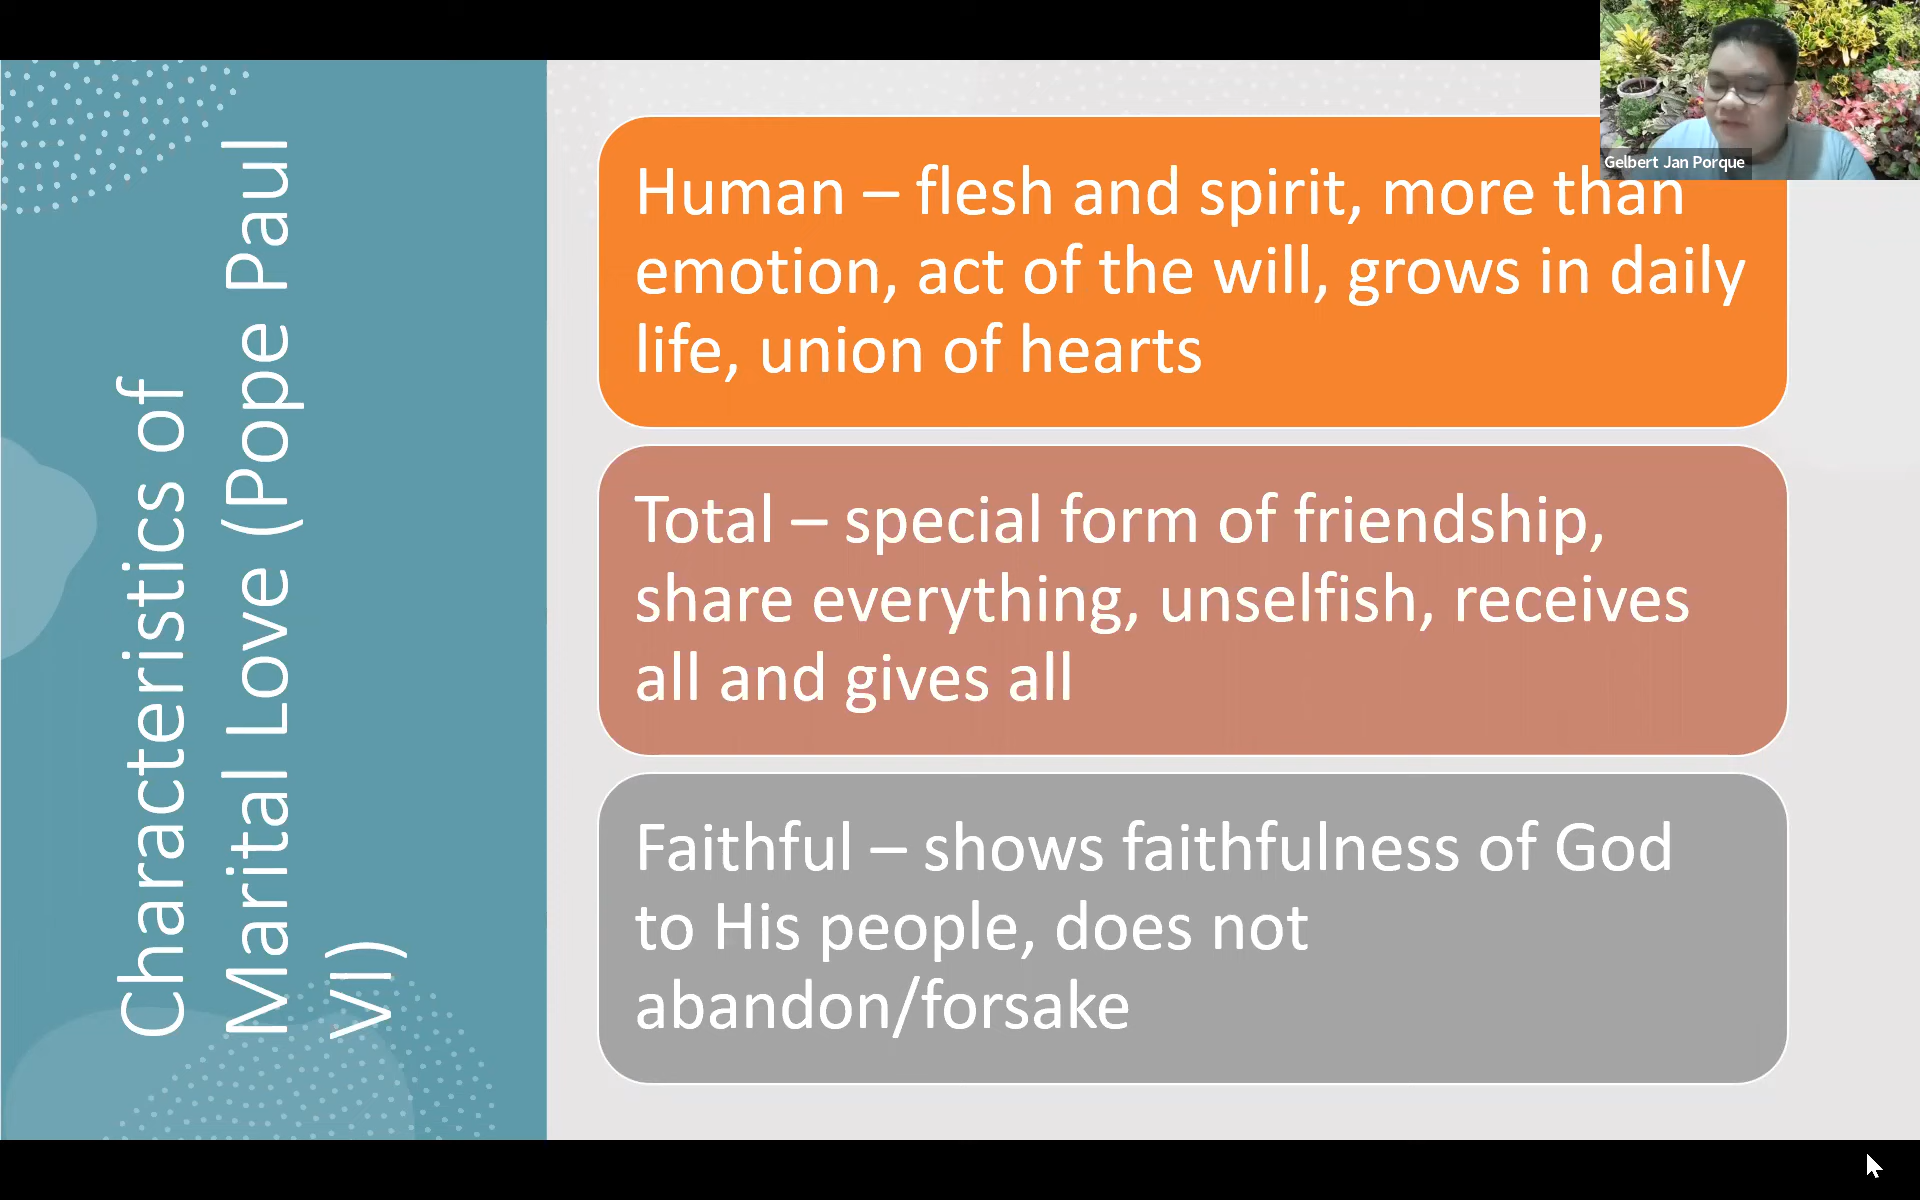 Characteristics of
Marital Love (Pope Paul
VI)
Human – flesh and spirit, more than
emotion, act of the will, grows in daily
life, union of hearts
Total – special form of friendship,
share everything, unselfish, receives
all and gives all
Faithful – shows faithfulness of God
to His people, does not
abandon/forsake
Gelbert Jan Porque